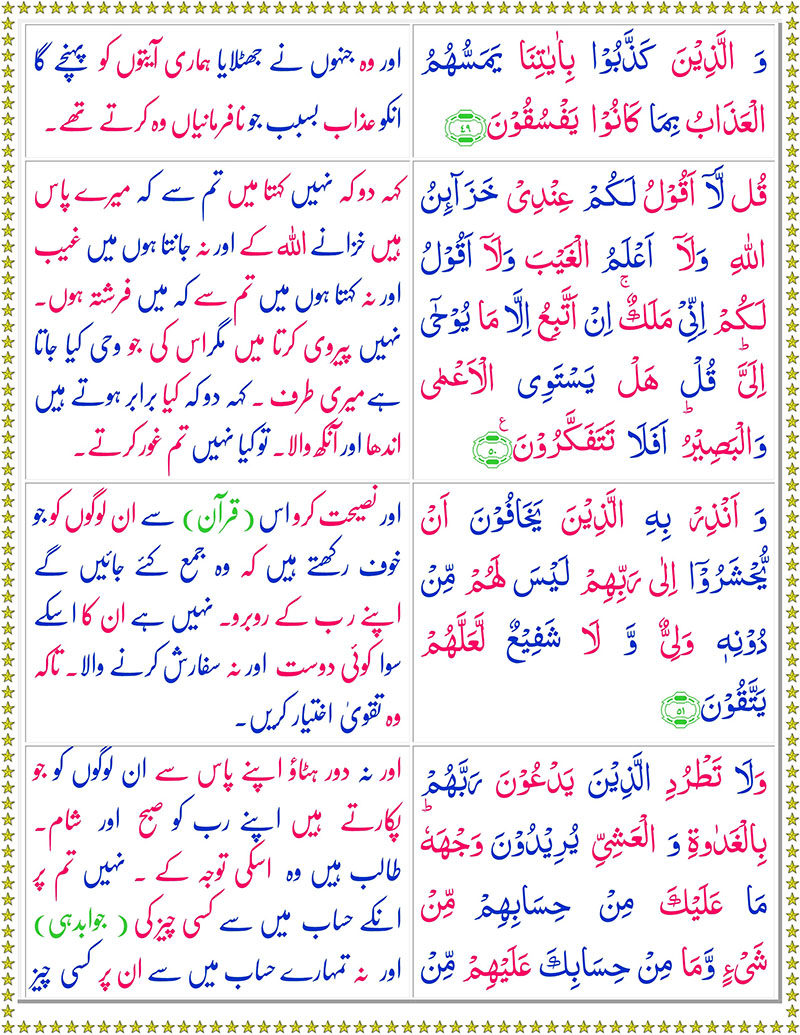 وَ الَّذِیْنَ كَذَّبُوْا بِاٰیٰتِنَا یَمَسُّهُمُ
الْعَذَابُ بِمَا كَانُوْا یَفْسُقُوْنَ ﴿۴۹﴾
اور وہ جنہوں نے جھٹلایا ہماری آیتوں کو پہنچے گا
انکو عذاب بسبب جو نافرمانیاں وہ کرتے تھے۔
قُل لَّاۤ اَقُوْلُ لَكُمْ عِنْدِیْ خَزَآىِٕنُ
اللّٰهِ وَلَاۤ اَعْلَمُ الْغَیْبَ وَلَاۤ اَقُوْلُ
لَكُمْ اِنِّیْ مَلَكٌ ۚ اِنْ اَتَّبِعُ اِلَّا مَا یُوْحٰۤی
اِلَیَّ ؕ قُلْ هَلْ یَسْتَوِی الْاَعْمٰی
وَالْبَصِیْرُ ؕ اَفَلَا تَتَفَكَّرُوْنَ ۧ ﴿۵۰﴾
کہہ دو کہ نہیں کہتا میں تم سے کہ میرے پاس
ہیں خزانے اللہ کے اور نہ جانتا ہوں میں غیب
اور نہ کہتا ہوں میں تم سے کہ میں فرشتہ ہوں۔
نہیں پیروی کرتا میں مگر اس کی جو وحی کیا جاتا
ہے میری طرف ۔ کہہ دو کہ کیا برابر ہوتے ہیں
اندھا اور آنکھ والا۔ تو کیا نہیں تم غور کرتے۔
وَ اَنْذِرْ بِهِ الَّذِیْنَ یَخَافُوْنَ اَنْ
یُّحْشَرُوْۤا اِلٰی رَبِّهِمْ لَیْسَ لَهُمْ مِّنْ
دُوْنِهٖ وَلِیٌّ وَّ لَا شَفِیْعٌ لَّعَلَّهُمْ
یَتَّقُوْنَ ﴿۵۱﴾
اور نصیحت کرو اس (قرآن) سے ان لوگوں کو جو
خوف رکھتے ہیں کہ وہ جمع کئے جائیں گے
اپنے رب کے روبرو۔ نہیں ہے ان کا اسکے
سوا کوئی دوست اور نہ سفارش کرنے والا۔ تاکہ
وہ تقویٰ اختیار کریں۔
وَلَا تَطْرُدِ الَّذِیْنَ یَدْعُوْنَ رَبَّهُمْ
بِالْغَدٰوةِ وَ الْعَشِیِّ یُرِیْدُوْنَ وَجْهَهٗ ؕ
مَا عَلَیْكَ مِنْ حِسَابِهِمْ مِّنْ
شَیْءٍ وَّمَا مِنْ حِسَابِكَ عَلَیْهِمْ مِّنْ
اور نہ دور ہٹاؤ اپنے پاس سے ان لوگوں کو جو
پکارتے ہیں اپنے رب کو صبح اور شام۔
طالب ہیں وہ اسکی توجہ کے ۔ نہیں تم پر
انکے حساب میں سے کسی چیز کی (جوابدہی)
اور نہ تمہارے حساب میں سے ان پر کسی چیز